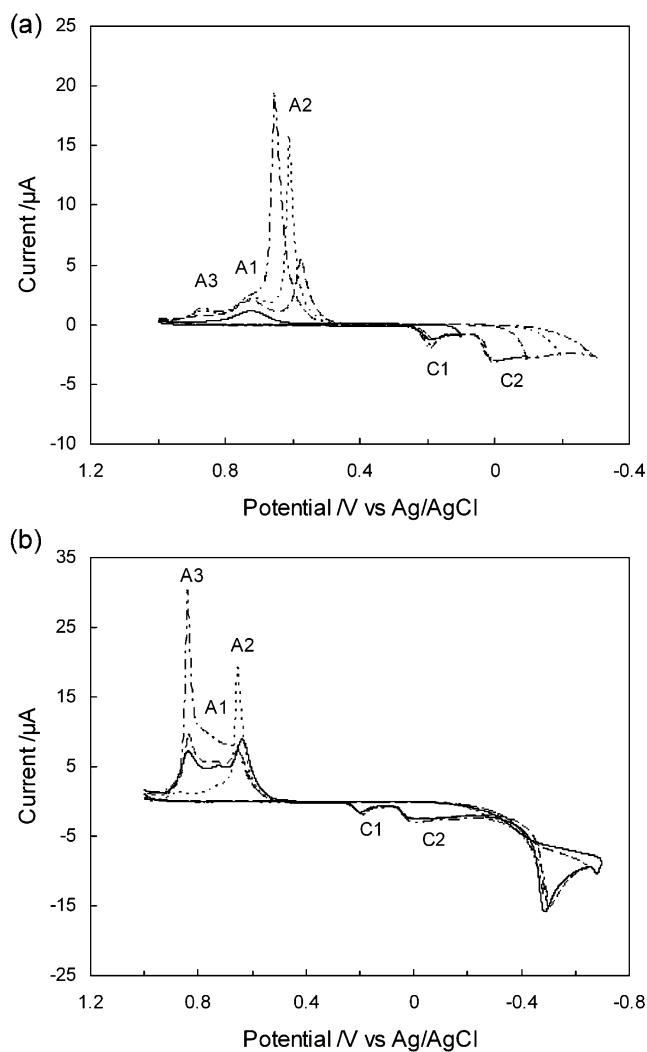 (a)
25
20
15
10
5
0
-5
-10
Current /µA
A2
A3
A1
C1
C2
1.2
0.8
0.4
0
-0.4
Potential /V vs Ag/AgCl
(b)
35
25
15
5
-5
-15
-25
Current /µA
A3
A2
A1
C1
C2
1.2
0.8
0.4
0
-0.4
-0.8
Potential /V vs Ag/AgCl